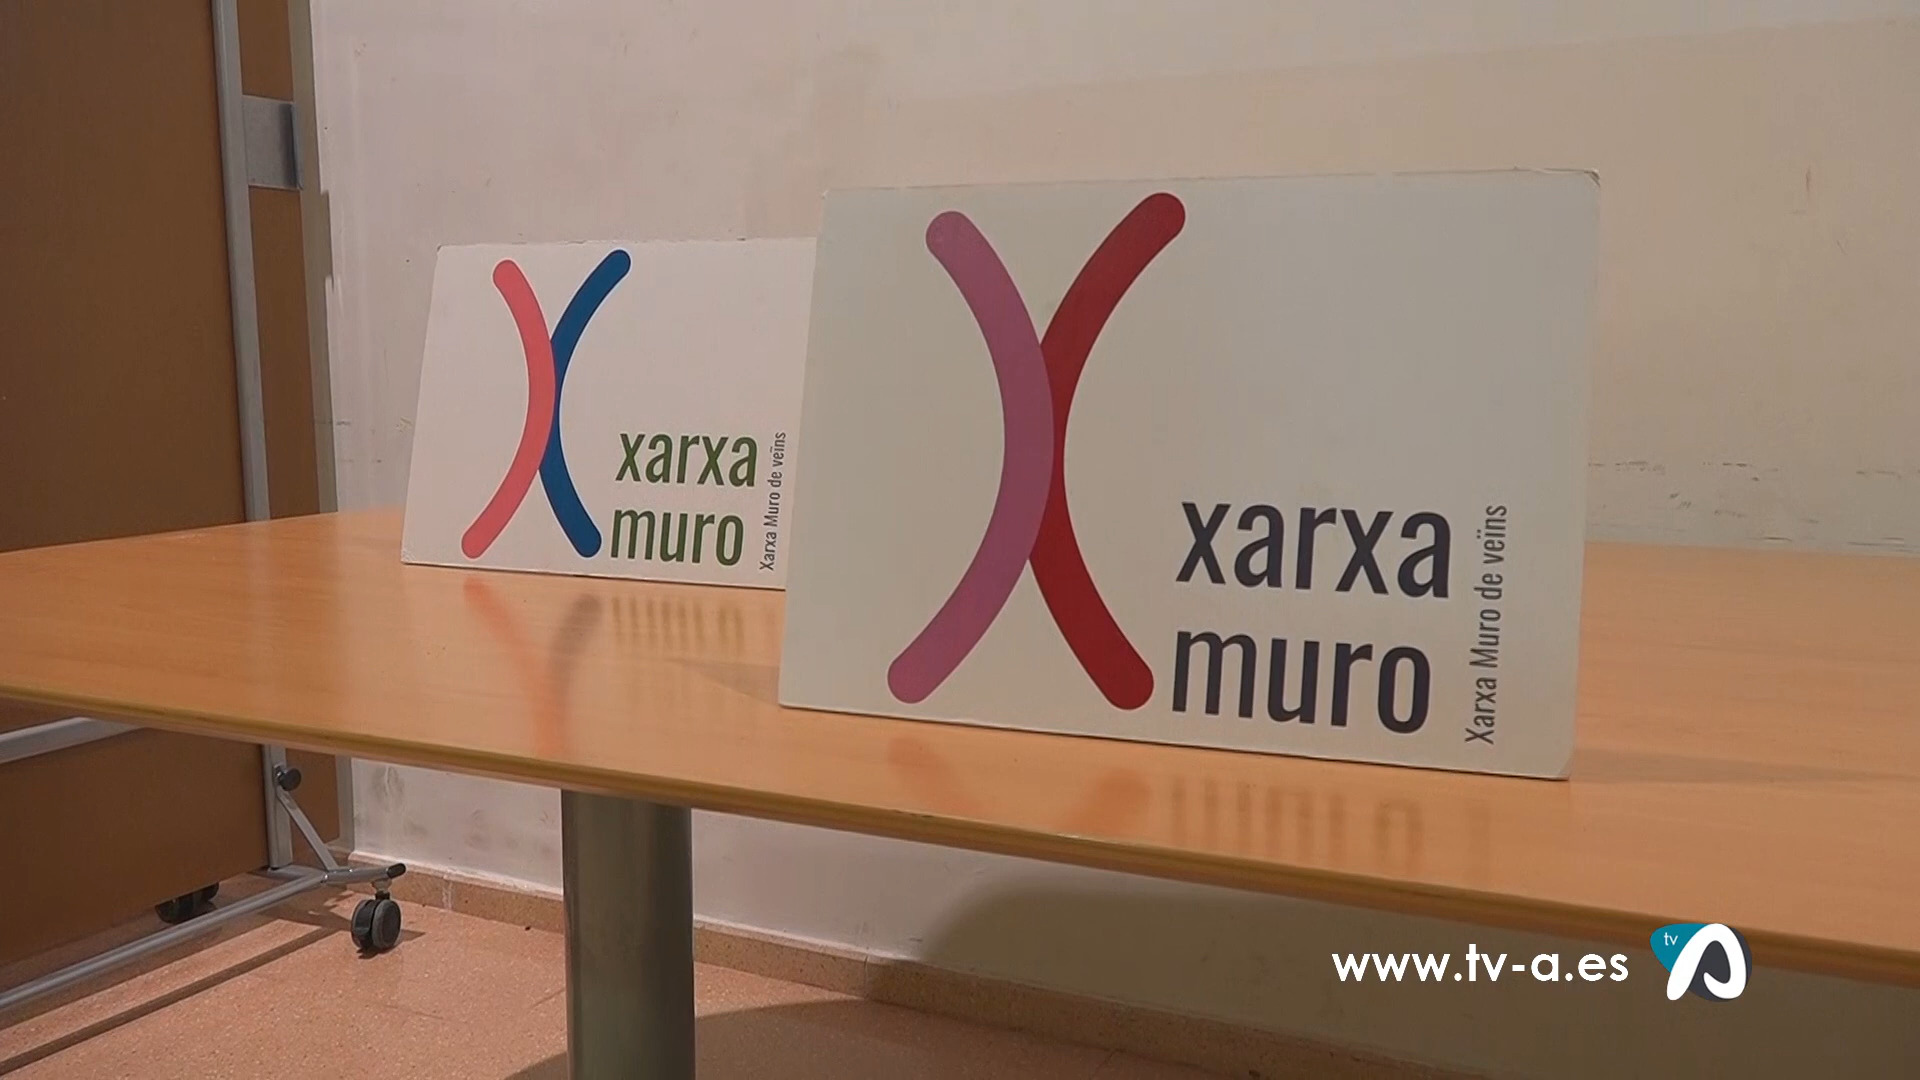 xarxa
muro
Xarxa Muro de veïns
xarxa
muro
Xarxa Muro de veïns
www.tv-a.es
tv